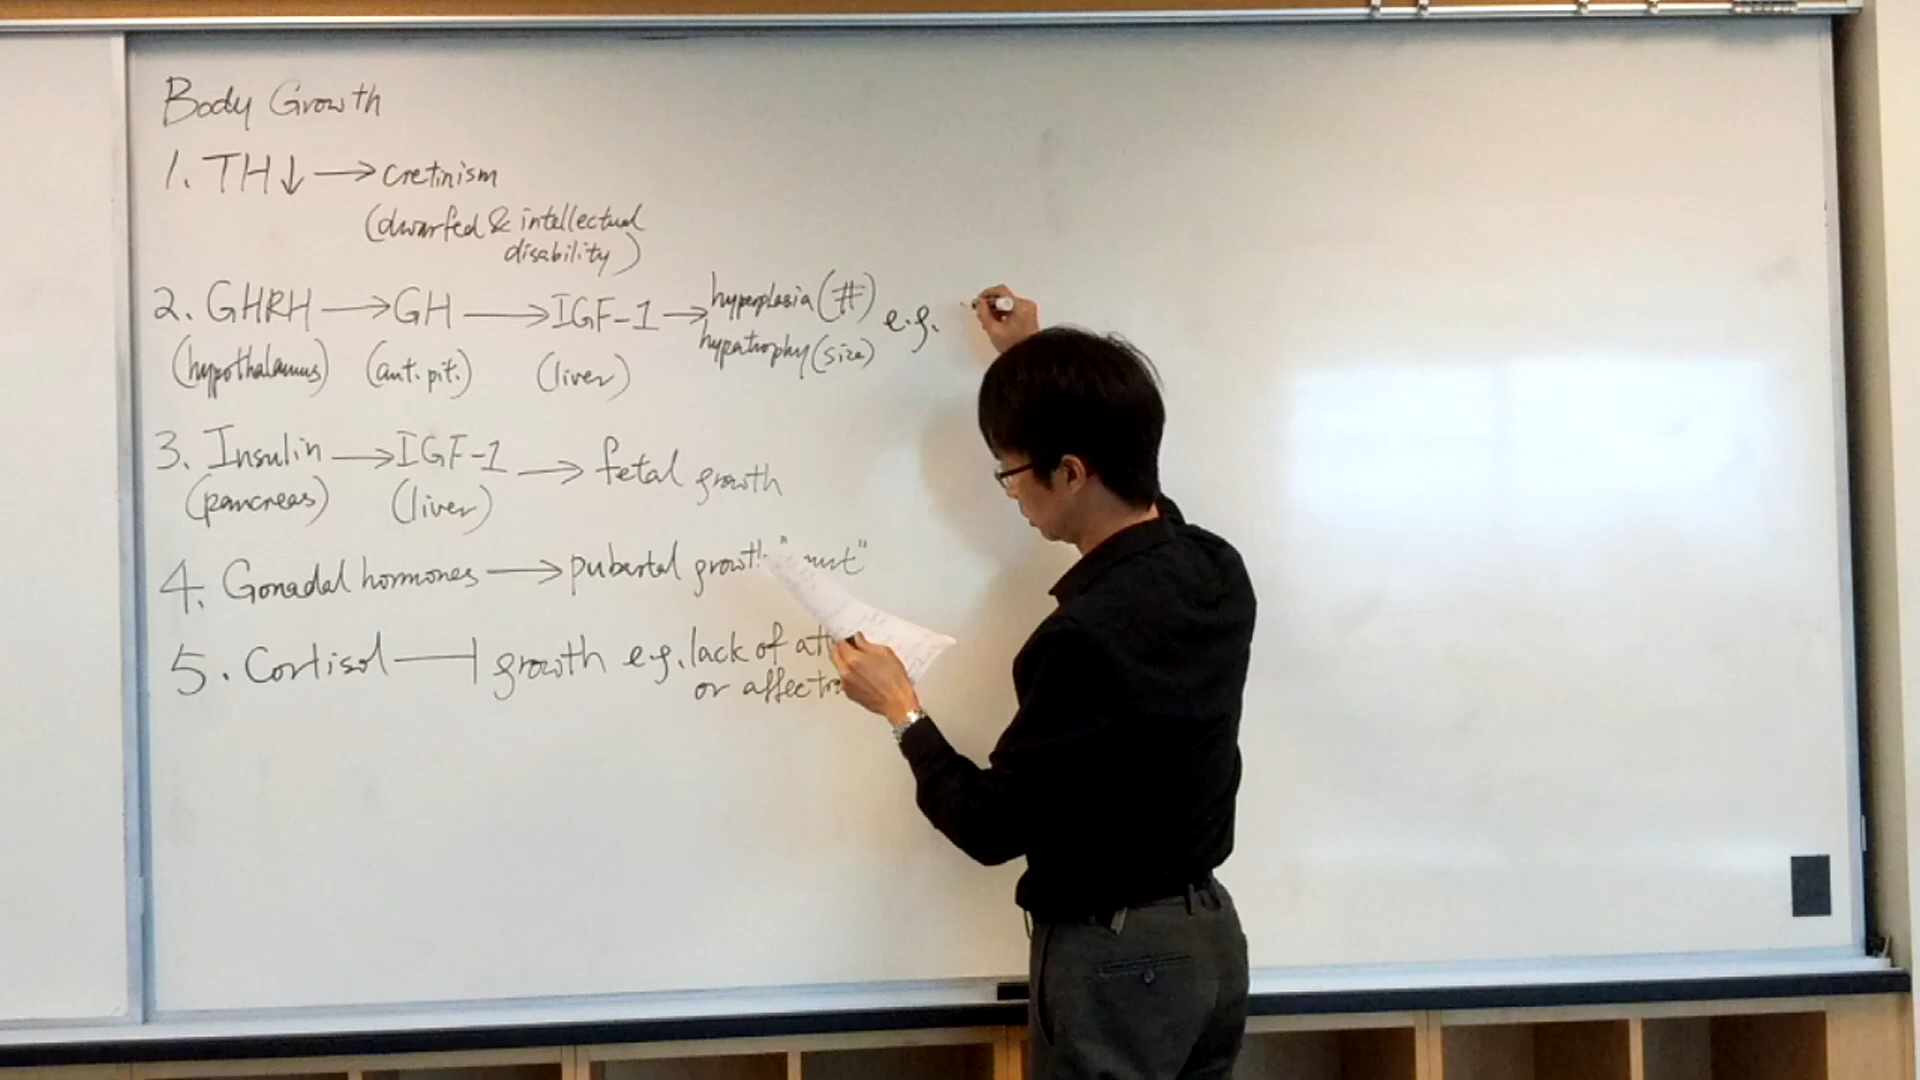 Body Growth
1. TH↓ → cretinism
(dwarfed & intellectual
disability)
2. GHRH → GH → IGF-1 → hyperplasia (#)
hypertrophy (size)
e.g.
(hypothalamus) (ant. pit.) (liver)
3. Insulin → IGF-1 → fetal growth
(pancreas) (liver)
4. Gonadal hormones → pubertal growth
5. Cortisol ⊣ growth e.g. lack of
or